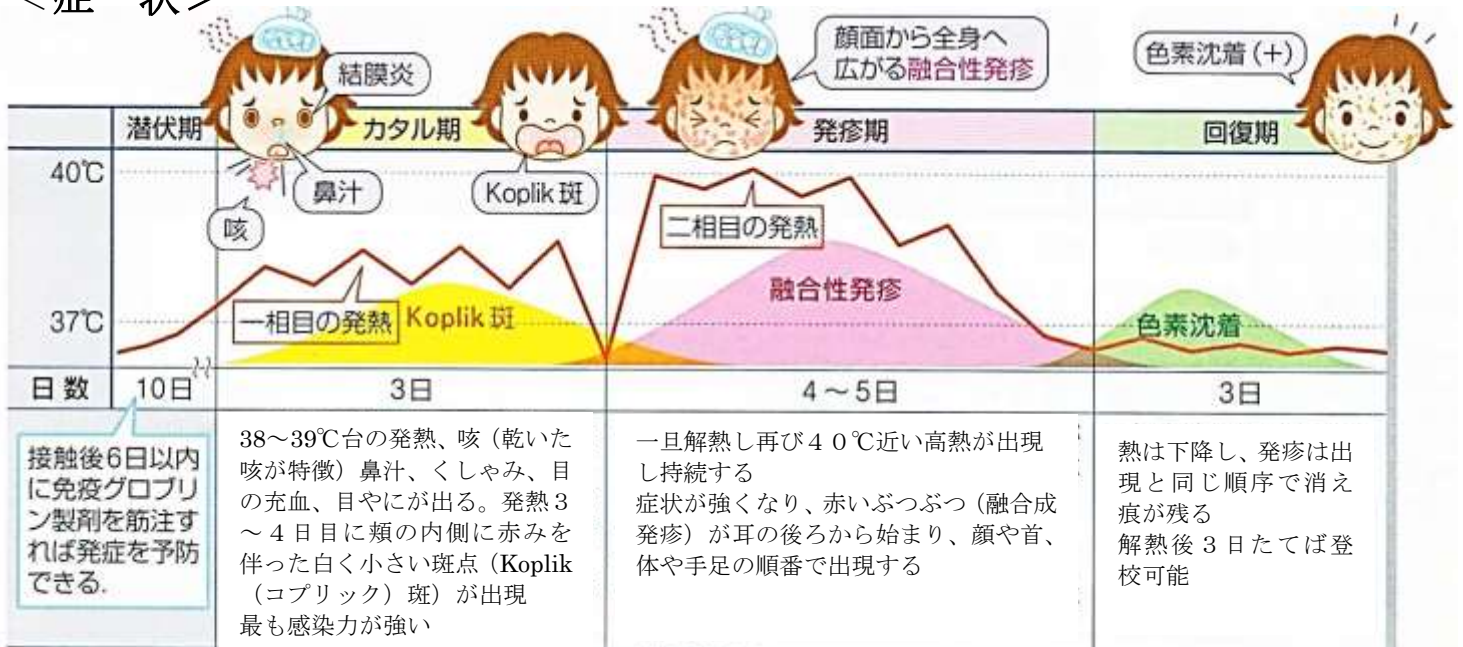 ＜症　状＞
結膜炎
鼻汁
咳
Koplik 斑
顔面から全身へ
広がる融合性発疹
色素沈着(＋)
潜伏期
カタル期
発疹期
回復期
40℃
37℃
一相目の発熱
Koplik 斑
二相目の発熱
融合性発疹
色素沈着
日数
10日
3日
4～5日
3日
接触後6日以内
に免疫グロブリ
ン製剤を筋注す
れば発症を予防
できる.
38～39℃台の発熱、咳（乾いた
咳が特徴）鼻汁、くしゃみ、目
の充血、目やにが出る。発熱３
～４日目に頬の内側に赤みを
伴った白く小さい斑点（Koplik
（コプリック）斑）が出現
最も感染力が強い
一旦解熱し再び４０℃近い高熱が出現
し持続する
症状が強くなり、赤いぶつぶつ（融合成
発疹）が耳の後ろから始まり、顔や首、
体や手足の順番で出現する
熱は下降し、発疹は出
現と同じ順序で消え
痕が残る
解熱後３日たてば登
校可能